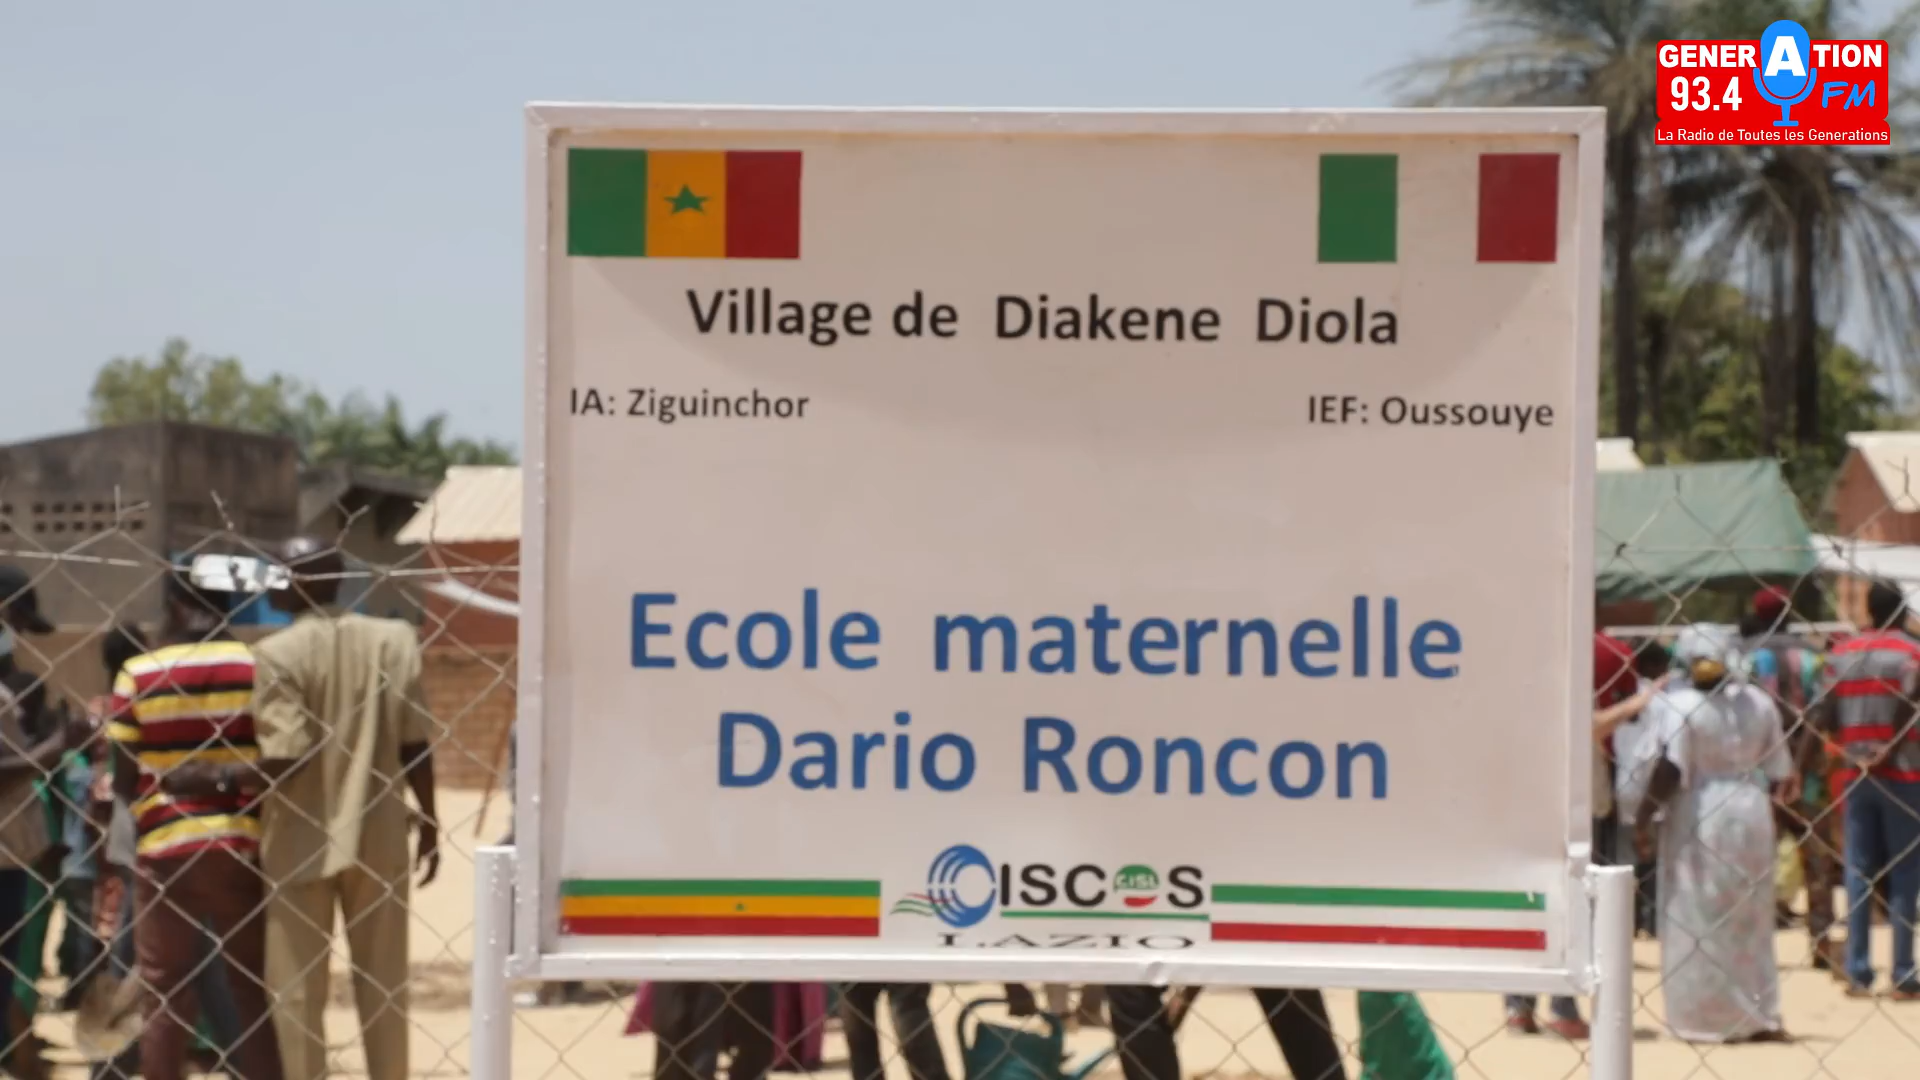 GENERATION
93.4 FM
La Radio de Toutes les Generations
Village de Diakene Diola
IA: Ziguinchor
IEF: Oussouye
Ecole maternelle
Dario Roncon
ISCOS
CISL
LAZIO